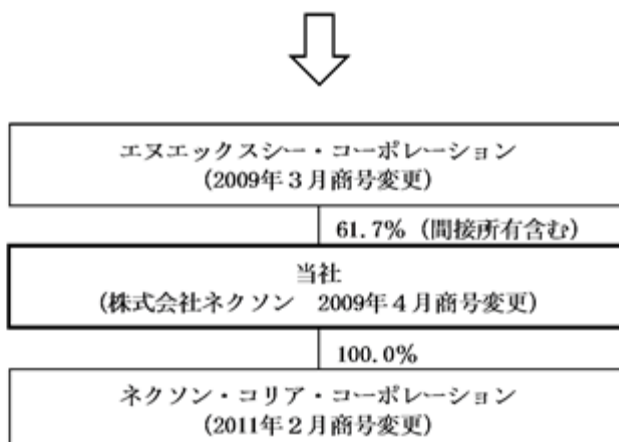 エヌエックスシー・コーポレーション
(2009年3月商号変更)
61.7% (間接所有含む)
当社
(株式会社ネクソン　2009年4月商号変更)
100.0%
ネクソン・コリア・コーポレーション
(2011年2月商号変更)